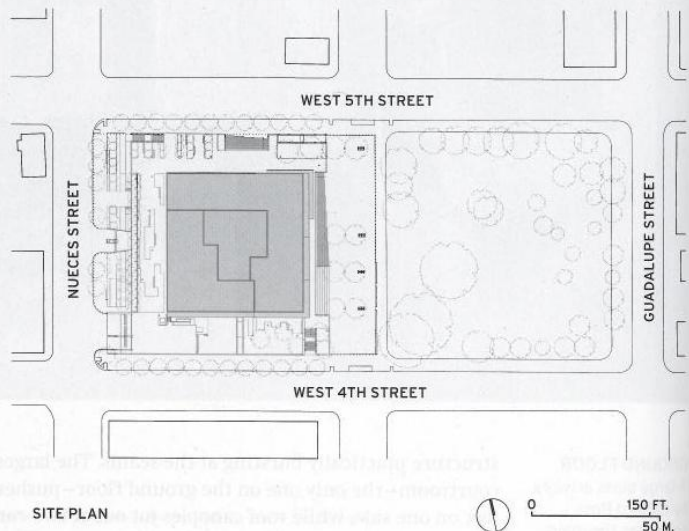 WEST 5TH STREET
NUECES STREET
GUADALUPE STREET
WEST 4TH STREET
SITE PLAN
0 150 FT.
50 M.